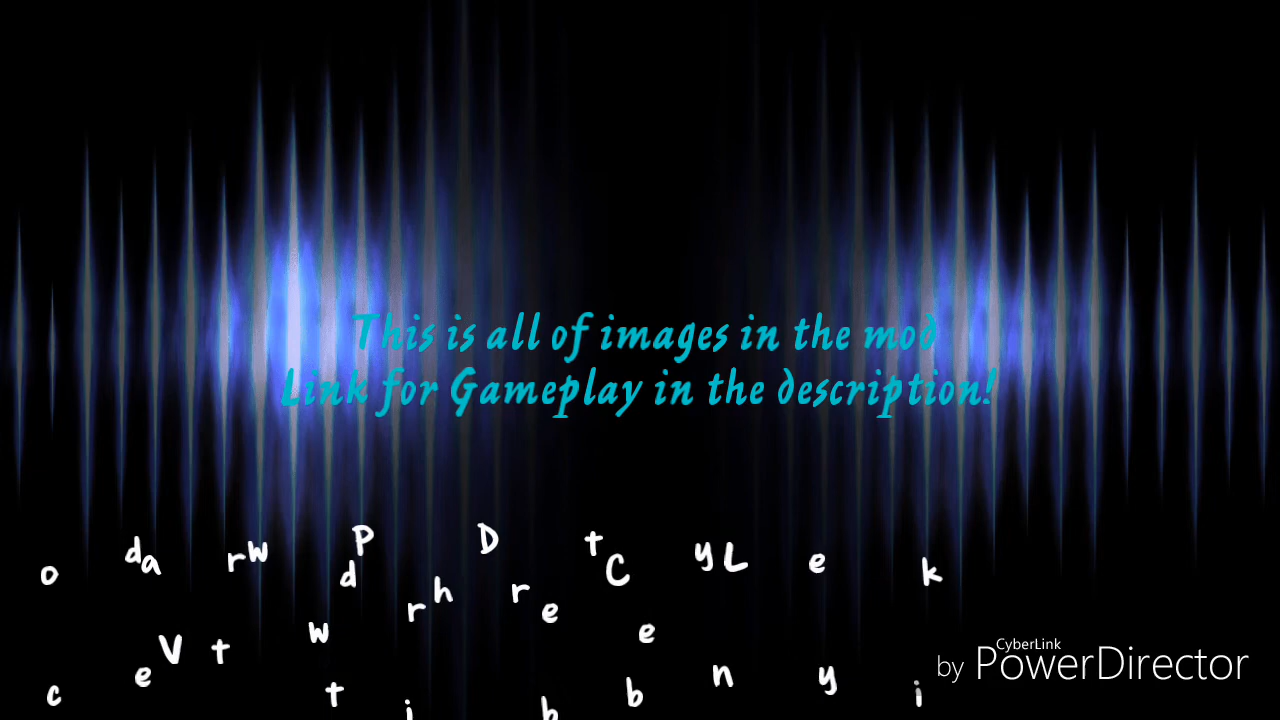 This is all of images in the mod
Link for Gameplay in the description!
o d a r w P d r h D r e t C y L e k
c e V t w t i b e b n y i
CyberLink
by PowerDirector